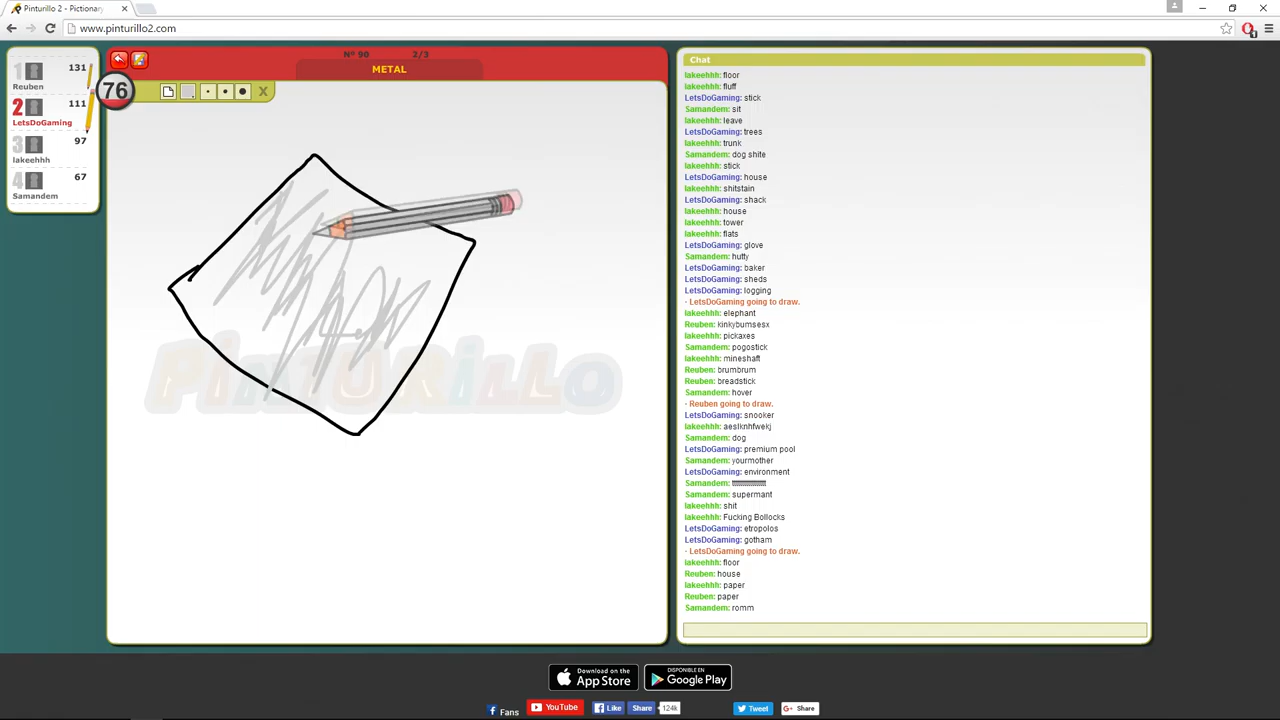 Pinturillo 2 - Pictionary
www.pinturillo2.com
1
131
Reuben
2
111
LetsDoGaming
3
97
lakeehhh
4
67
Samandem
76
Nº 90
2/3
METAL
PINTURILLO
Chat
lakeehhh: floor
lakeehhh: fluff
LetsDoGaming: stick
Samandem: sit
lakeehhh: leave
LetsDoGaming: trees
lakeehhh: trunk
Samandem: dog shite
lakeehhh: stick
LetsDoGaming: house
lakeehhh: shitstain
LetsDoGaming: shack
lakeehhh: house
lakeehhh: tower
lakeehhh: flats
LetsDoGaming: glove
Samandem: huffy
LetsDoGaming: baker
LetsDoGaming: sheds
LetsDoGaming: logging
- LetsDoGaming going to draw.
lakeehhh: elephant
Reuben: kinkybumsesx
lakeehhh: pickaxes
Samandem: pogostick
lakeehhh: mineshaft
Reuben: brumbrum
Reuben: breadstick
Samandem: hover
- Reuben going to draw.
LetsDoGaming: snooker
lakeehhh: aeslknhfwekj
Samandem: dog
LetsDoGaming: premium pool
Samandem: yourmother
LetsDoGaming: environment
Samandem:
Samandem: supermant
lakeehhh: shit
lakeehhh: Fucking Bollocks
LetsDoGaming: etropolos
LetsDoGaming: gotham
- LetsDoGaming going to draw.
lakeehhh: floor
Reuben: house
lakeehhh: paper
Reuben: paper
Samandem: romm
Download on the
App Store
DISPONIBLE EN
Google Play
Fans
YouTube
Like
Share
124k
Tweet
Share